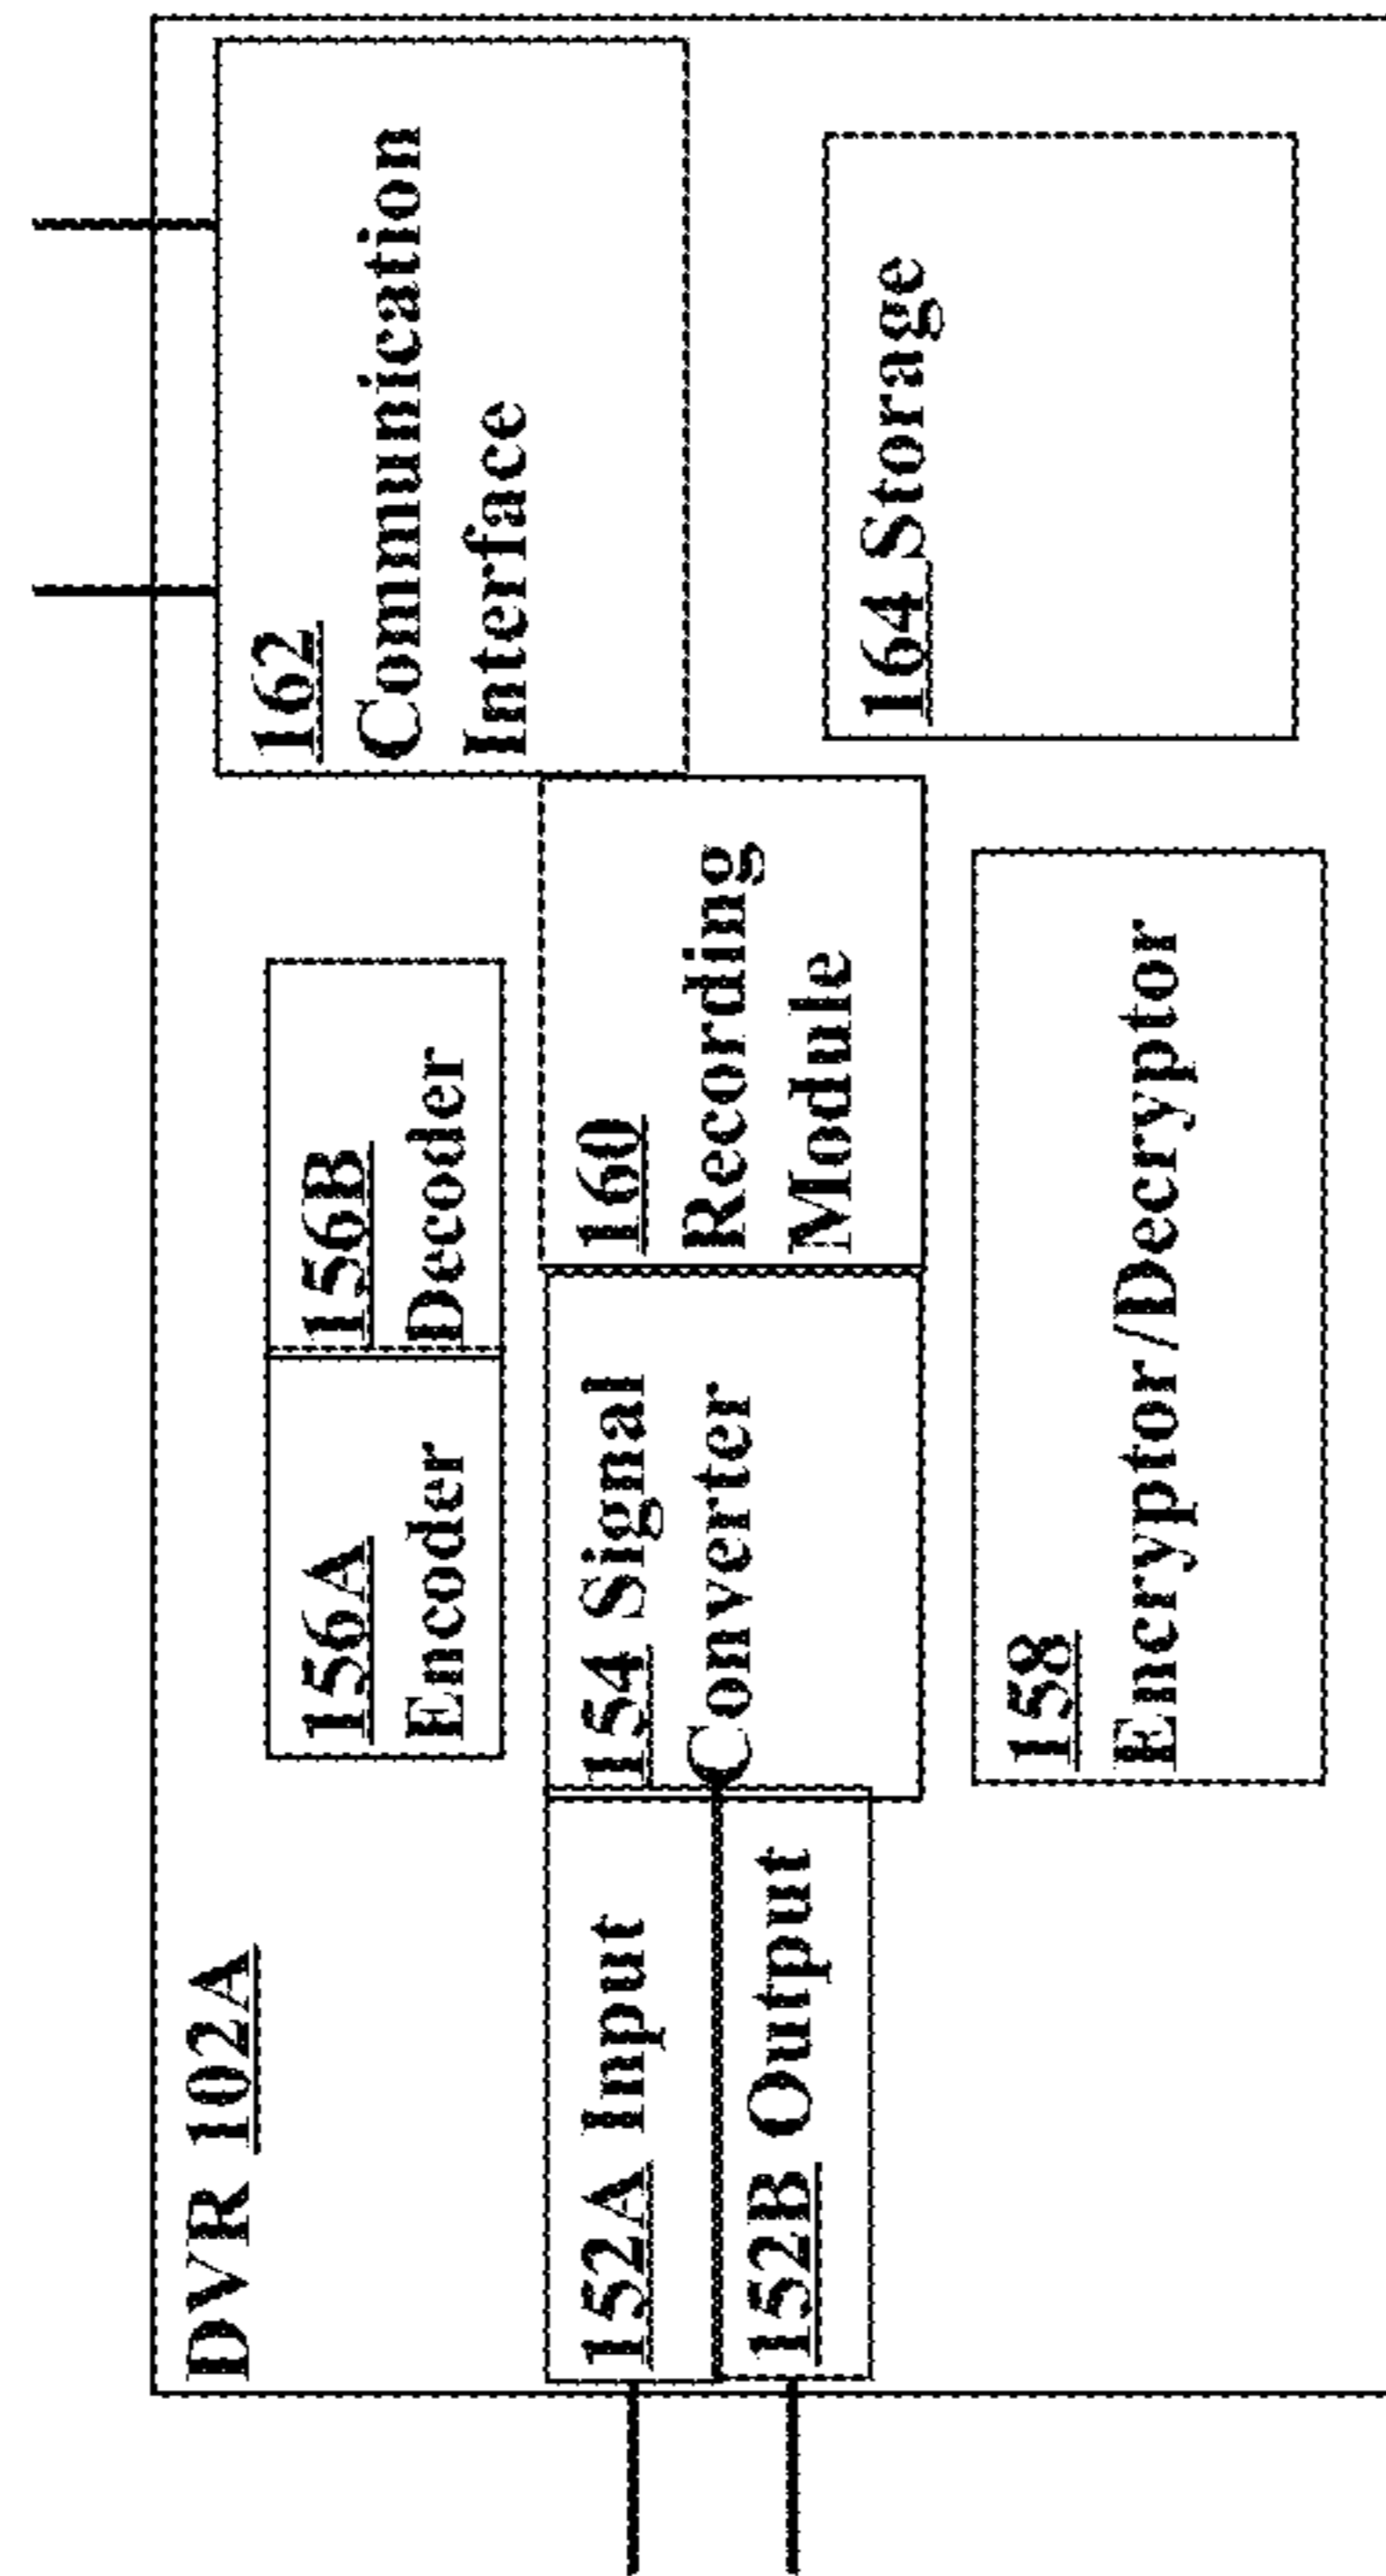 DVR 102A
156A
Encoder
156B
Decoder
162
Communication
Interface
152A Input
152B Output
154 Signal
Converter
160
Recording
Module
164 Storage
158
Encryptor/Decryptor